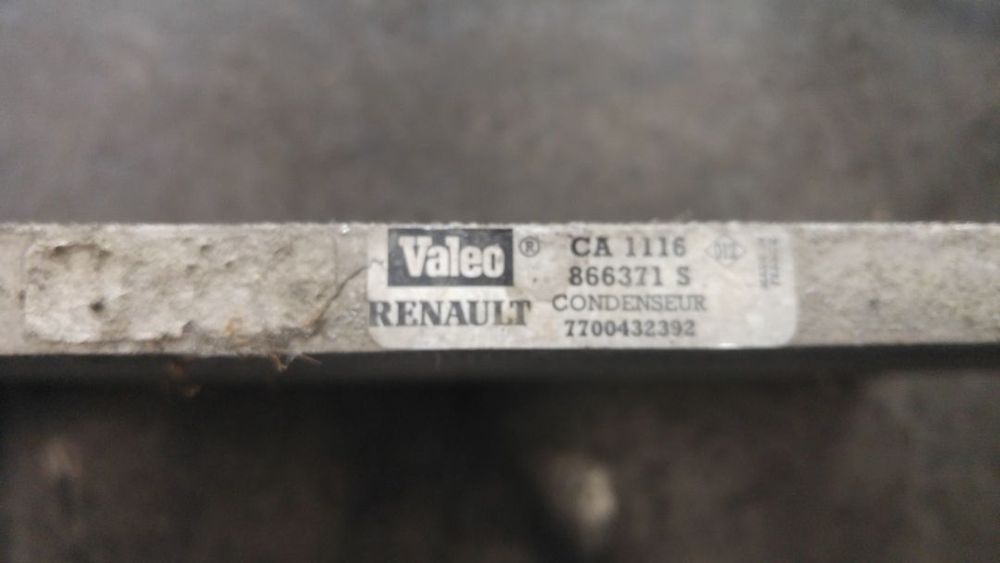 Valeo®
RENAULT
CA 1116
866371 S
CONDENSEUR
7700432392